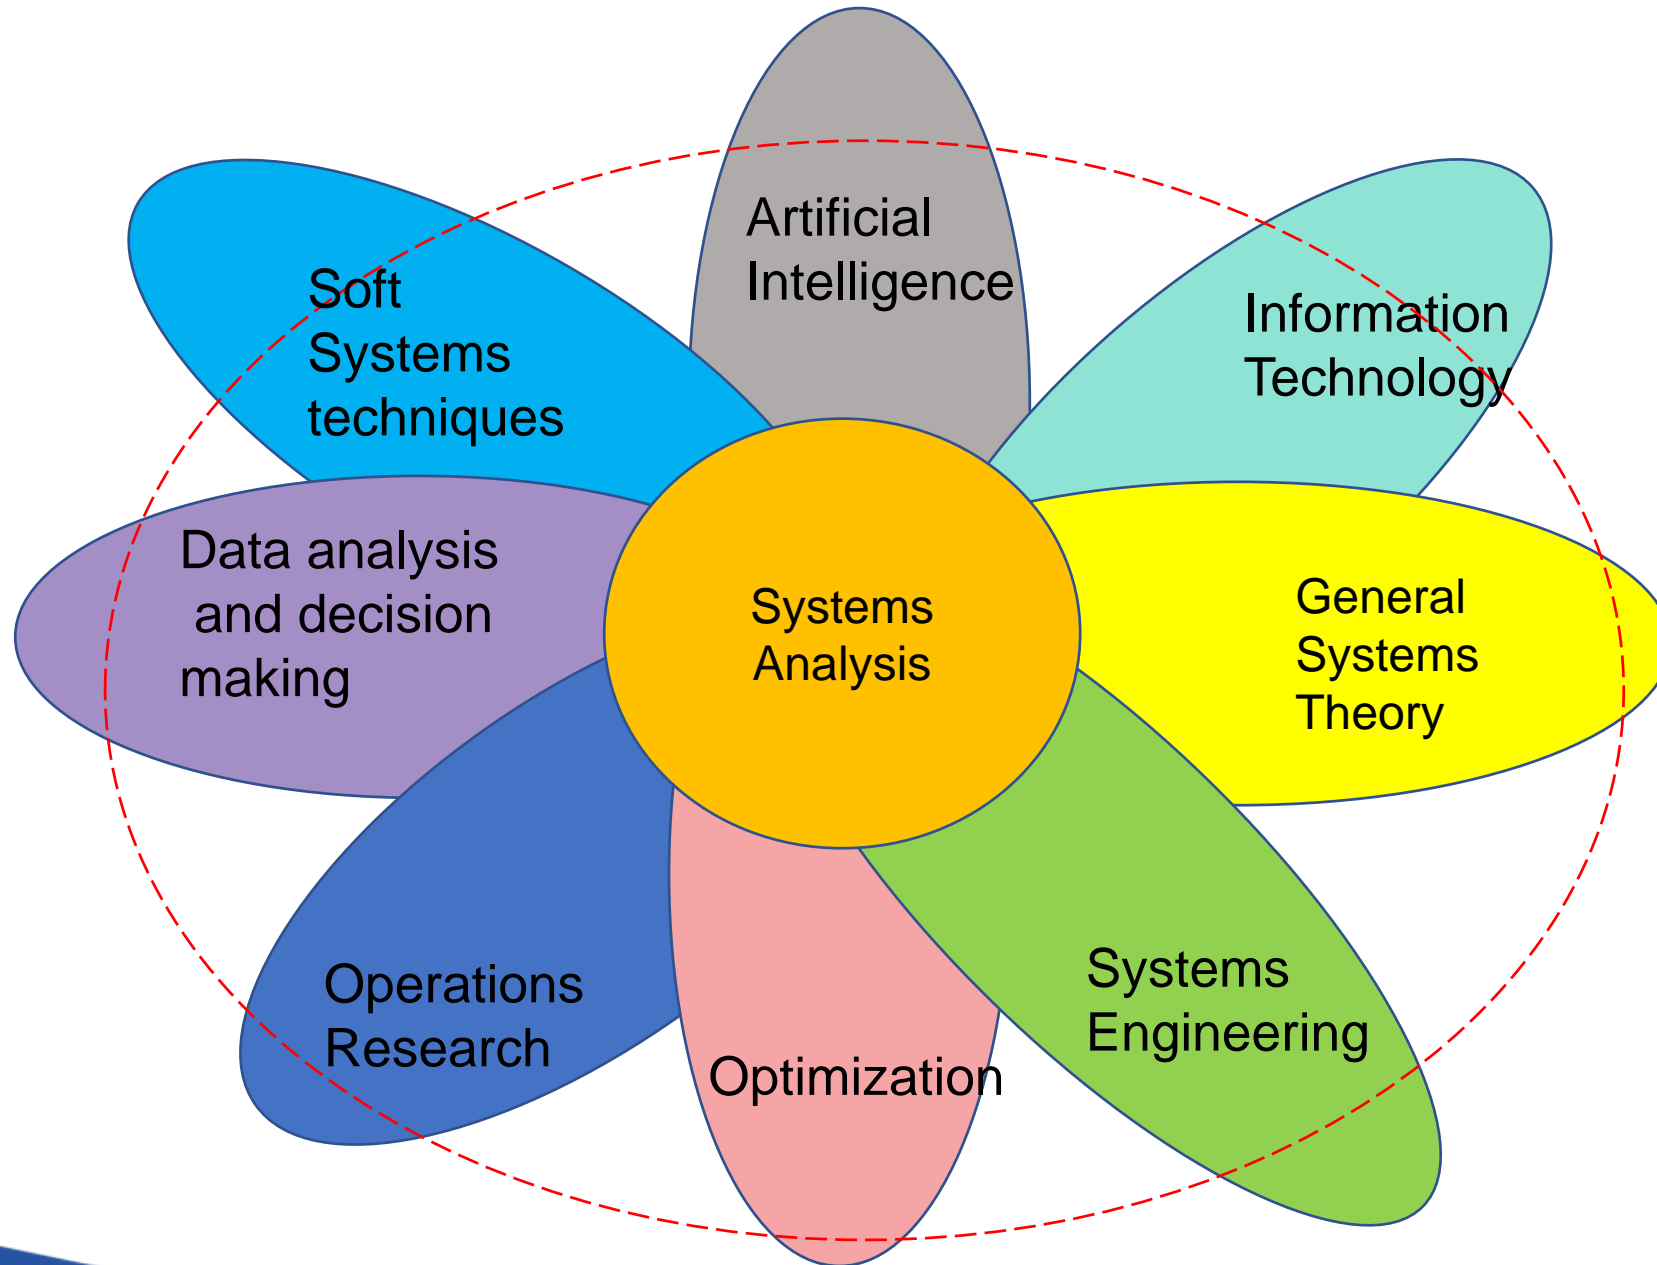 Artificial
Intelligence
Information
Technology
Soft
Systems
techniques
Data analysis
and decision
making
Systems
Analysis
General
Systems
Theory
Operations
Research
Optimization
Systems
Engineering